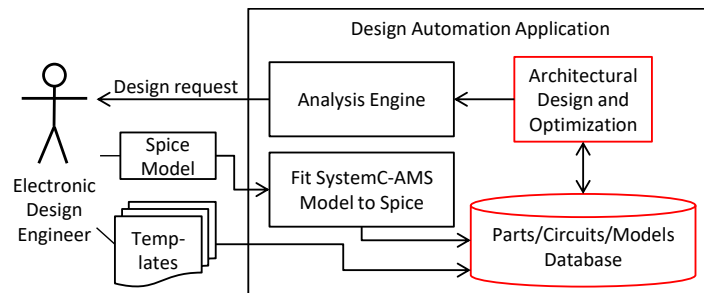 Design Automation Application
Design request
Analysis Engine
Architectural
Design and
Optimization
Spice
Model
Fit SystemC-AMS
Model to Spice
Electronic
Design
Engineer
Temp-
lates
Parts/Circuits/Models
Database